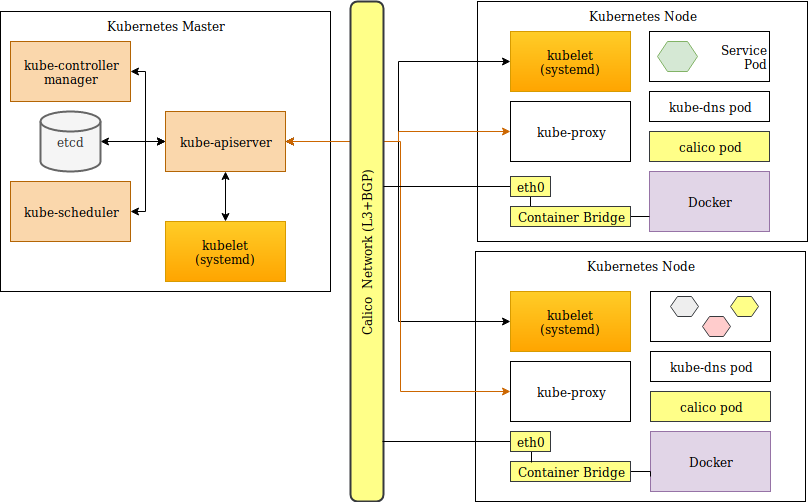 Kubernetes Master
kube-controller
manager
etcd
kube-apiserver
kube-scheduler
kubelet
(systemd)
Calico Network (L3+BGP)
Kubernetes Node
kubelet
(systemd)
Service
Pod
kube-proxy
kube-dns pod
calico pod
eth0
Container Bridge
Docker
Kubernetes Node
kubelet
(systemd)
kube-proxy
kube-dns pod
calico pod
eth0
Container Bridge
Docker